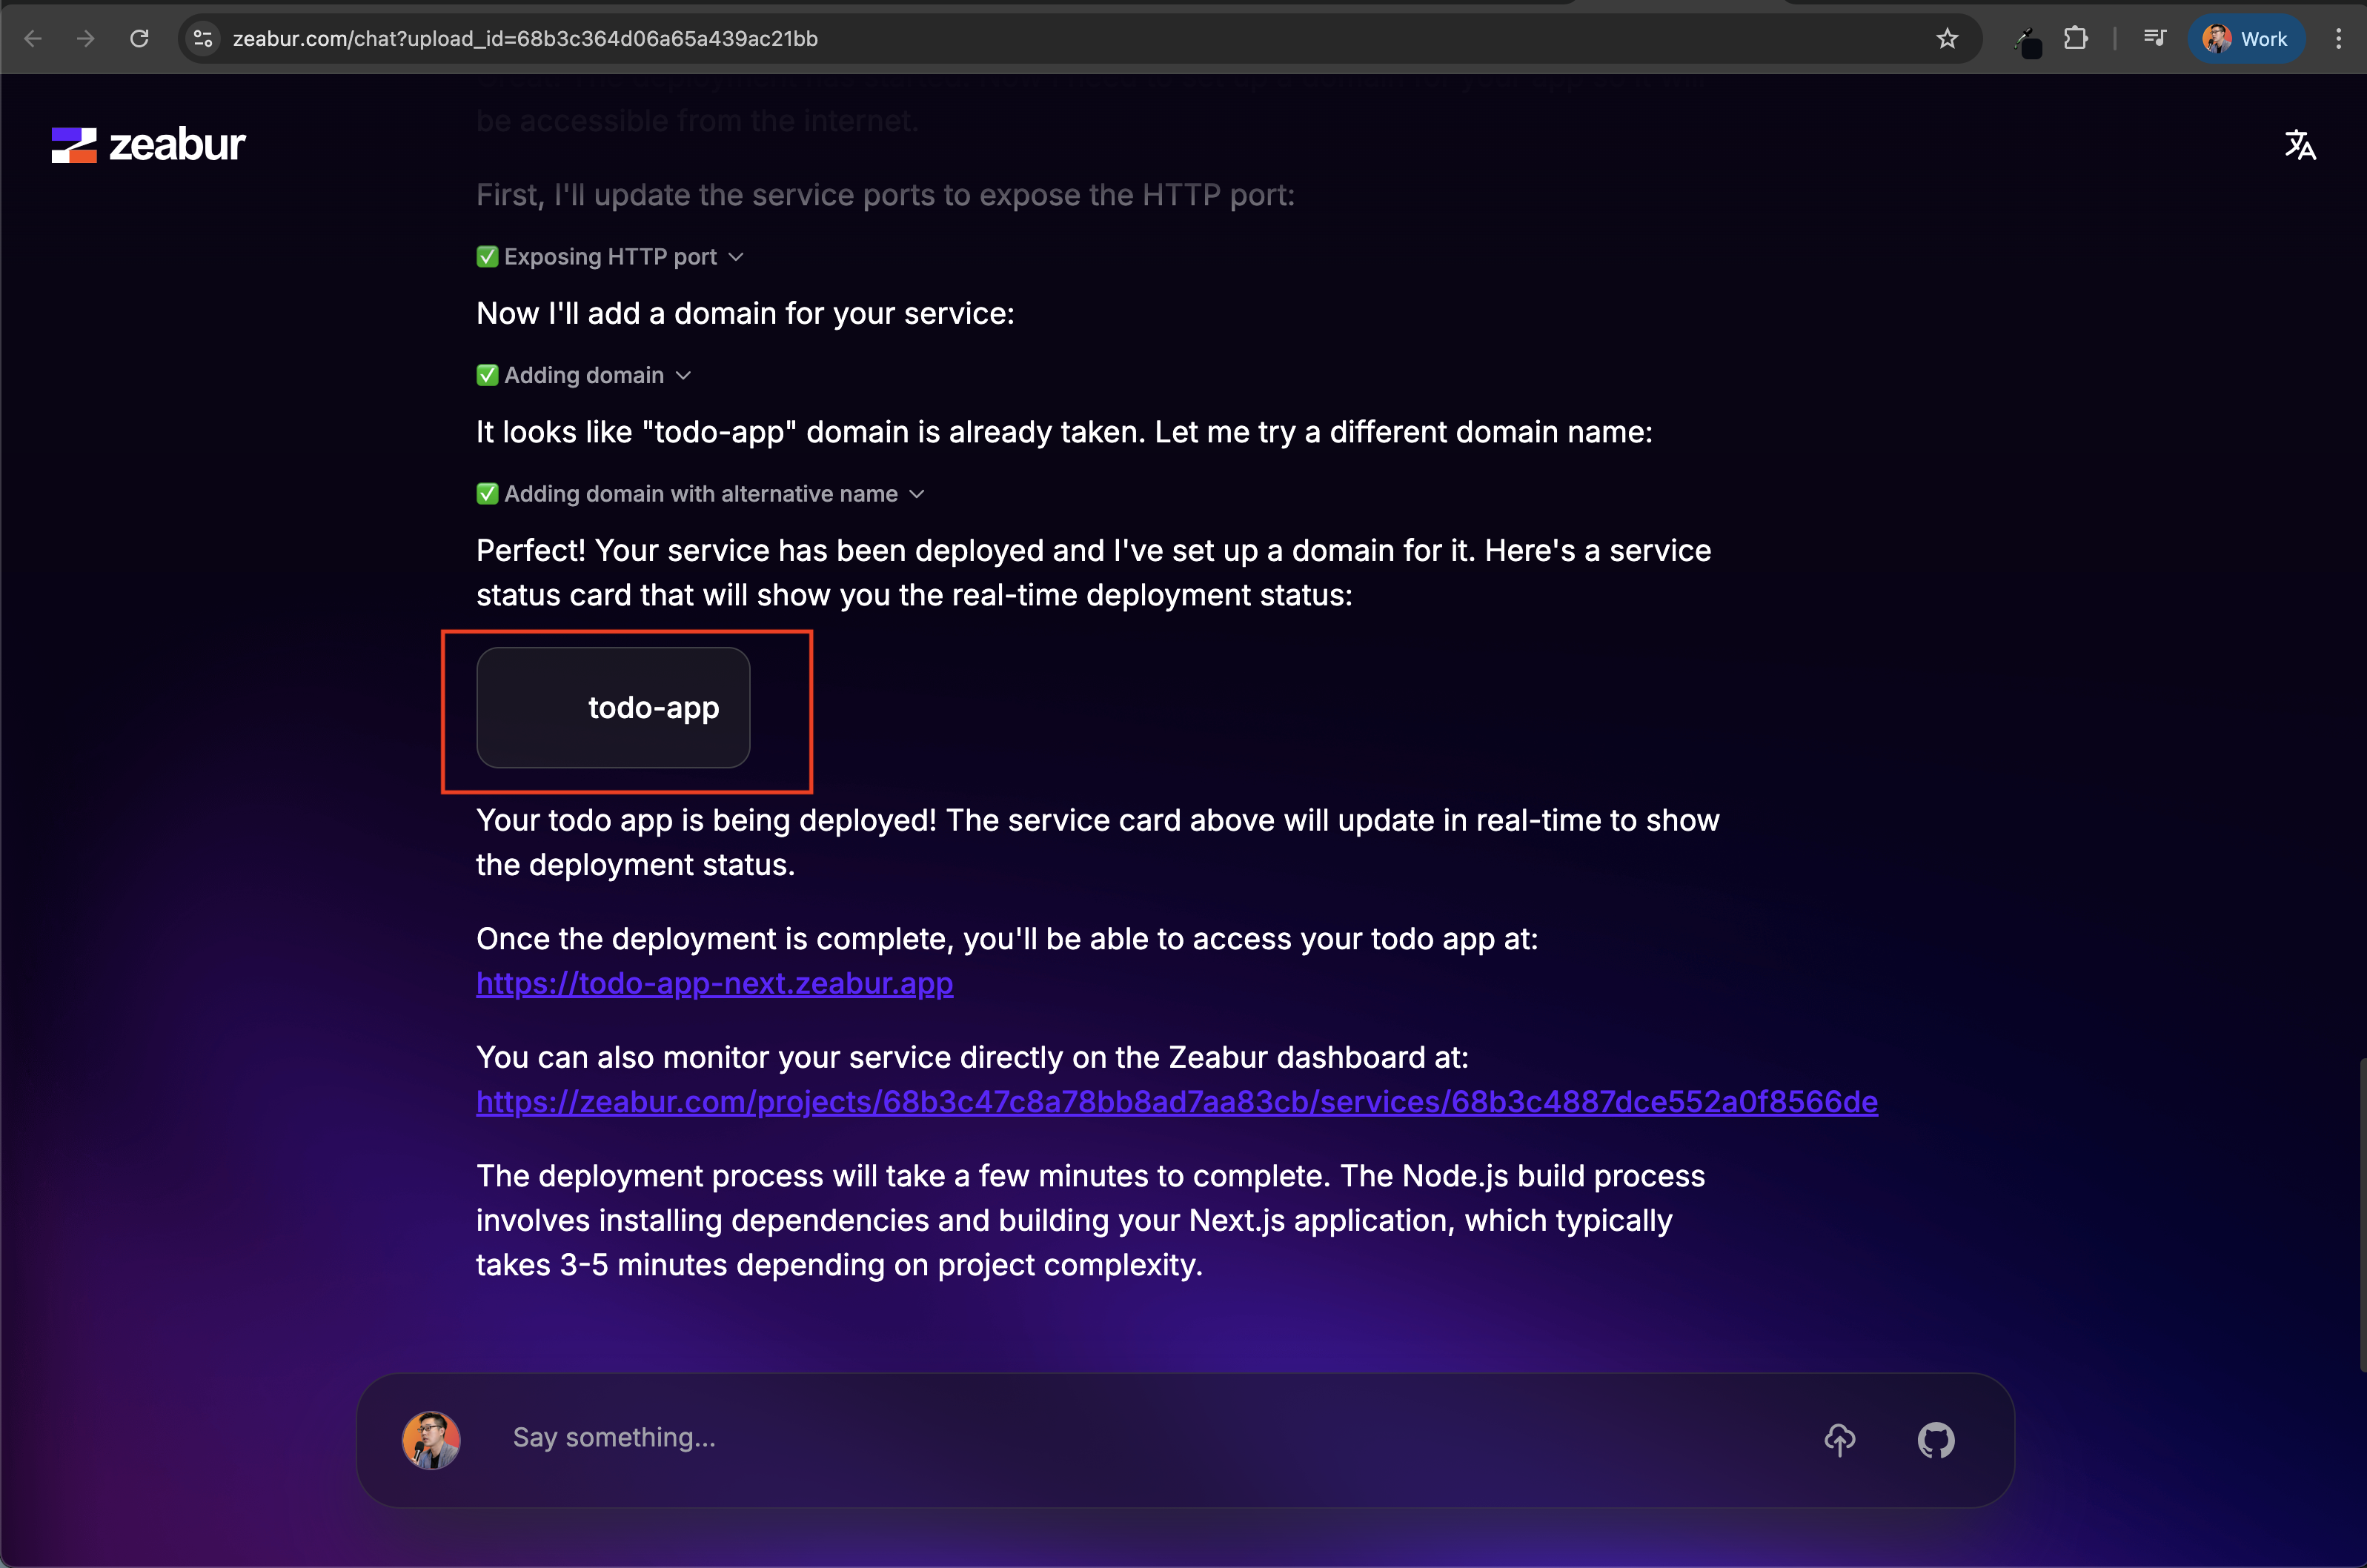 zeabur.com/chat?upload_id=68b3c364d06a65a439ac21bb
Work
be accessible from the internet.
zeabur
First, I'll update the service ports to expose the HTTP port:
✅ Exposing HTTP port
Now I'll add a domain for your service:
✅ Adding domain
It looks like "todo-app" domain is already taken. Let me try a different domain name:
✅ Adding domain with alternative name
Perfect! Your service has been deployed and I've set up a domain for it. Here's a service
status card that will show you the real-time deployment status:
todo-app
Your todo app is being deployed! The service card above will update in real-time to show
the deployment status.
Once the deployment is complete, you'll be able to access your todo app at:
https://todo-app-next.zeabur.app
You can also monitor your service directly on the Zeabur dashboard at:
https://zeabur.com/projects/68b3c47c8a78bb8ad7aa83cb/services/68b3c4887dce552a0f8566de
The deployment process will take a few minutes to complete. The Node.js build process
involves installing dependencies and building your Next.js application, which typically
takes 3-5 minutes depending on project complexity.
Say something...